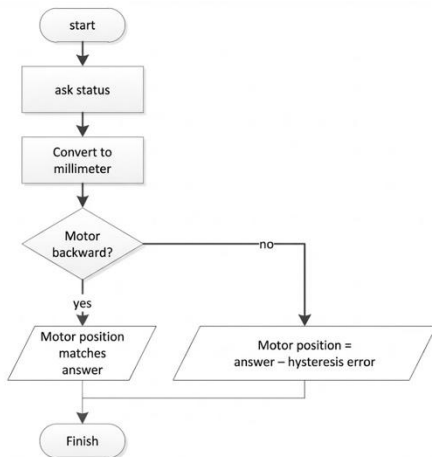 start
ask status
Convert to
millimeter
Motor
backward?
no
yes
Motor position
matches
answer
Motor position =
answer – hysteresis error
Finish